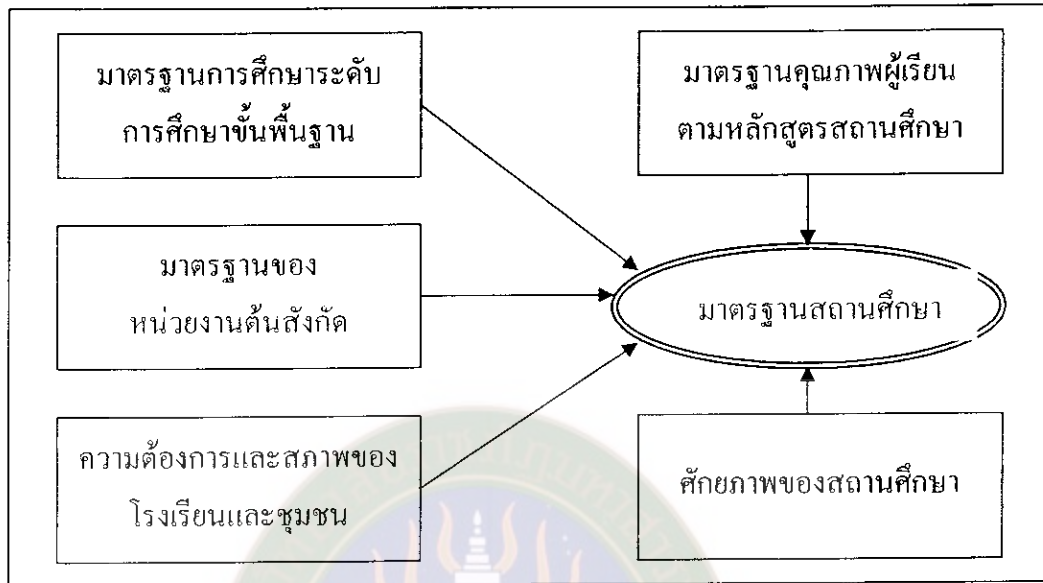 มาตรฐานการศึกษาระดับ
การศึกษาขั้นพื้นฐาน
มาตรฐานคุณภาพผู้เรียน
ตามหลักสูตรสถานศึกษา
มาตรฐานของ
หน่วยงานต้นสังกัด
มาตรฐานสถานศึกษา
ความต้องการและสภาพของ
โรงเรียนและชุมชน
ศักยภาพของสถานศึกษา